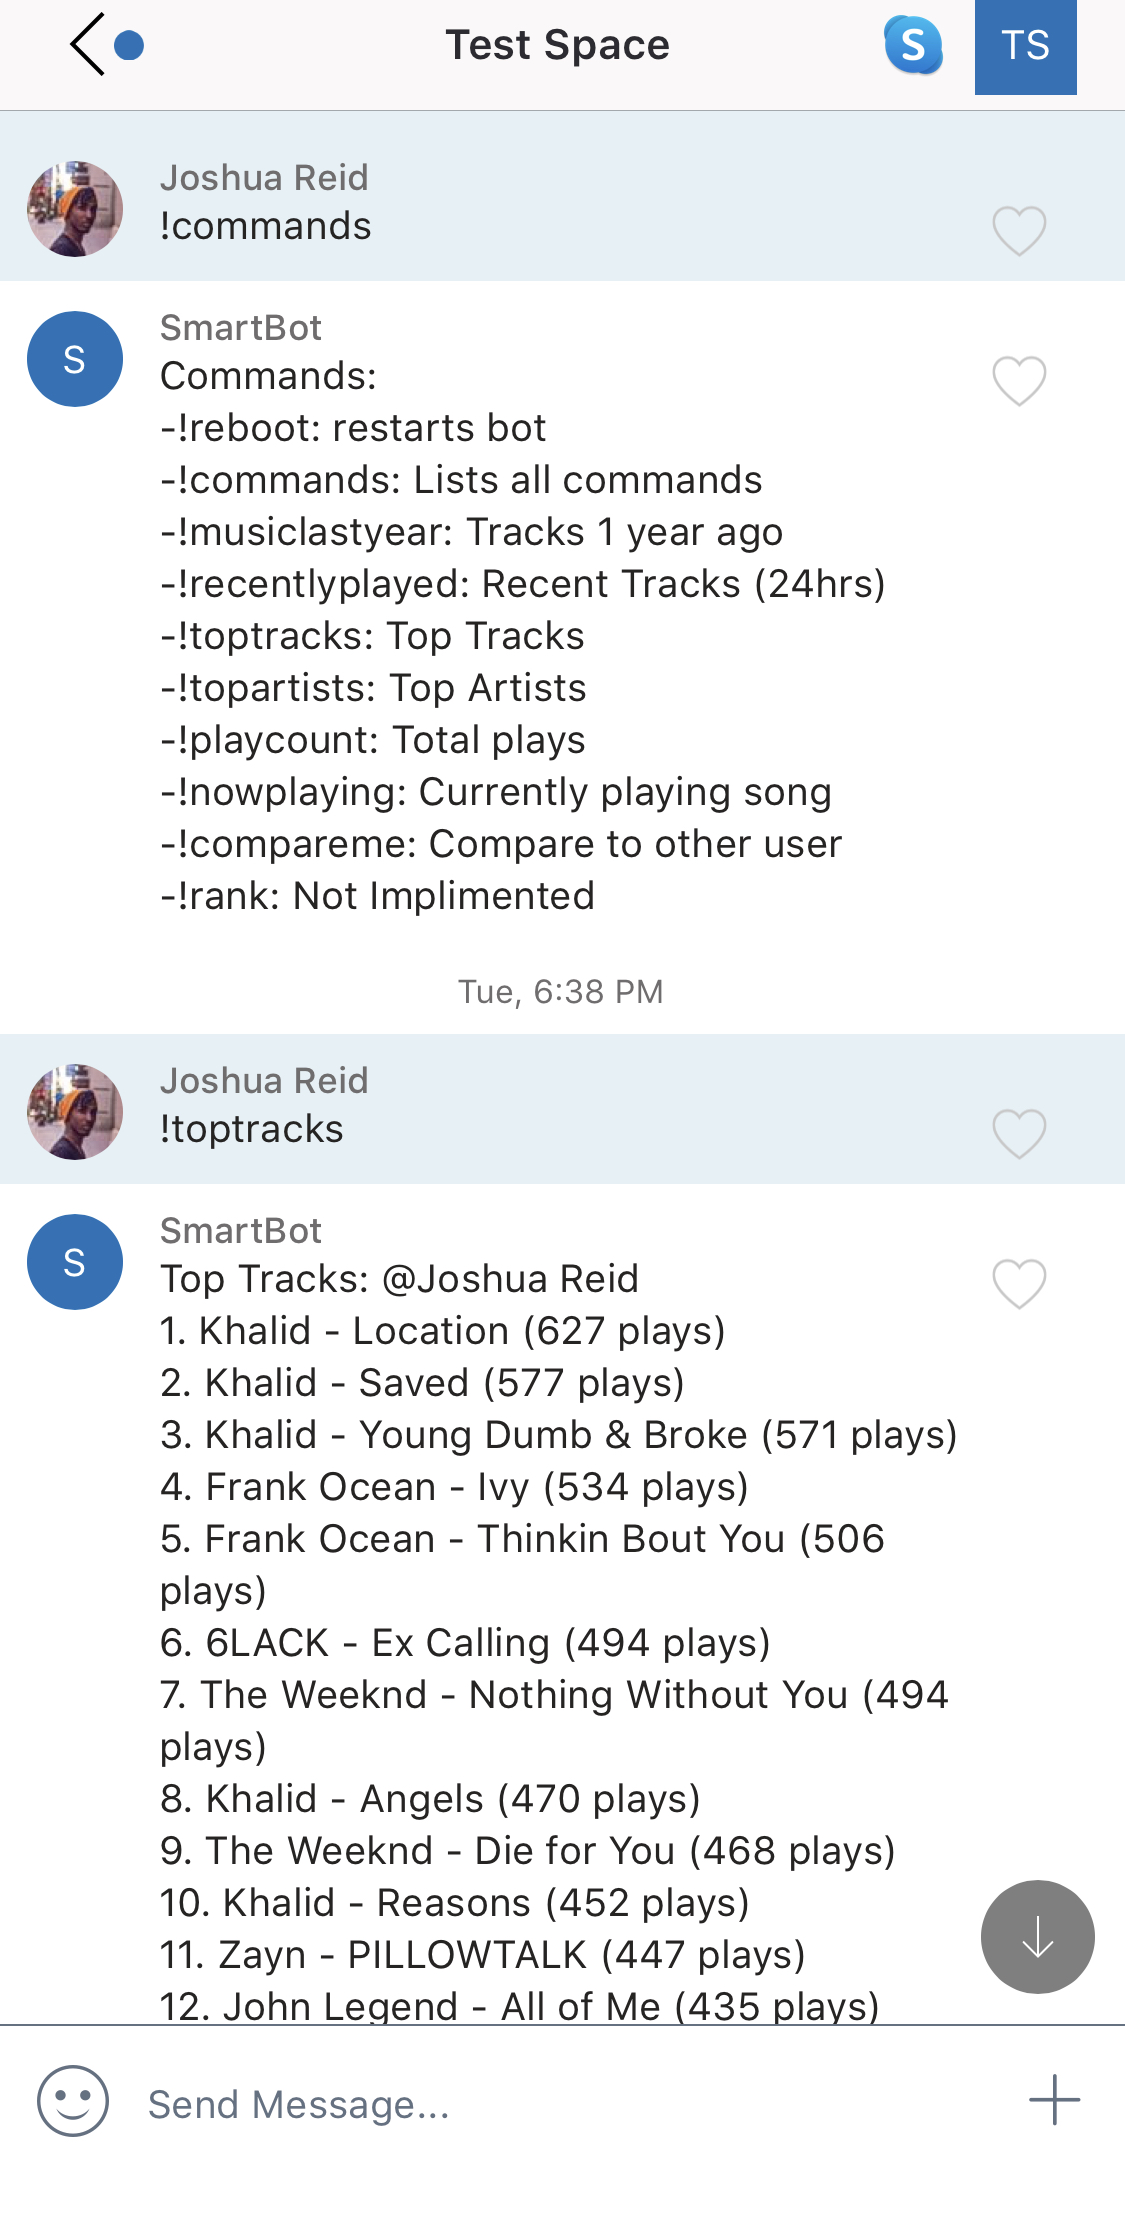 Test Space
S
TS
Joshua Reid
!commands
S
SmartBot
Commands:
-!reboot: restarts bot
-!commands: Lists all commands
-!musiclastyear: Tracks 1 year ago
-!recentlyplayed: Recent Tracks (24hrs)
-!toptracks: Top Tracks
-!topartists: Top Artists
-!playcount: Total plays
-!nowplaying: Currently playing song
-!compareme: Compare to other user
-!rank: Not Implimented
Tue, 6:38 PM
Joshua Reid
!toptracks
S
SmartBot
Top Tracks: @Joshua Reid
1. Khalid - Location (627 plays)
2. Khalid - Saved (577 plays)
3. Khalid - Young Dumb & Broke (571 plays)
4. Frank Ocean - Ivy (534 plays)
5. Frank Ocean - Thinkin Bout You (506
plays)
6. 6LACK - Ex Calling (494 plays)
7. The Weeknd - Nothing Without You (494
plays)
8. Khalid - Angels (470 plays)
9. The Weeknd - Die for You (468 plays)
10. Khalid - Reasons (452 plays)
11. Zayn - PILLOWTALK (447 plays)
12. John Legend - All of Me (435 plays)
Send Message...